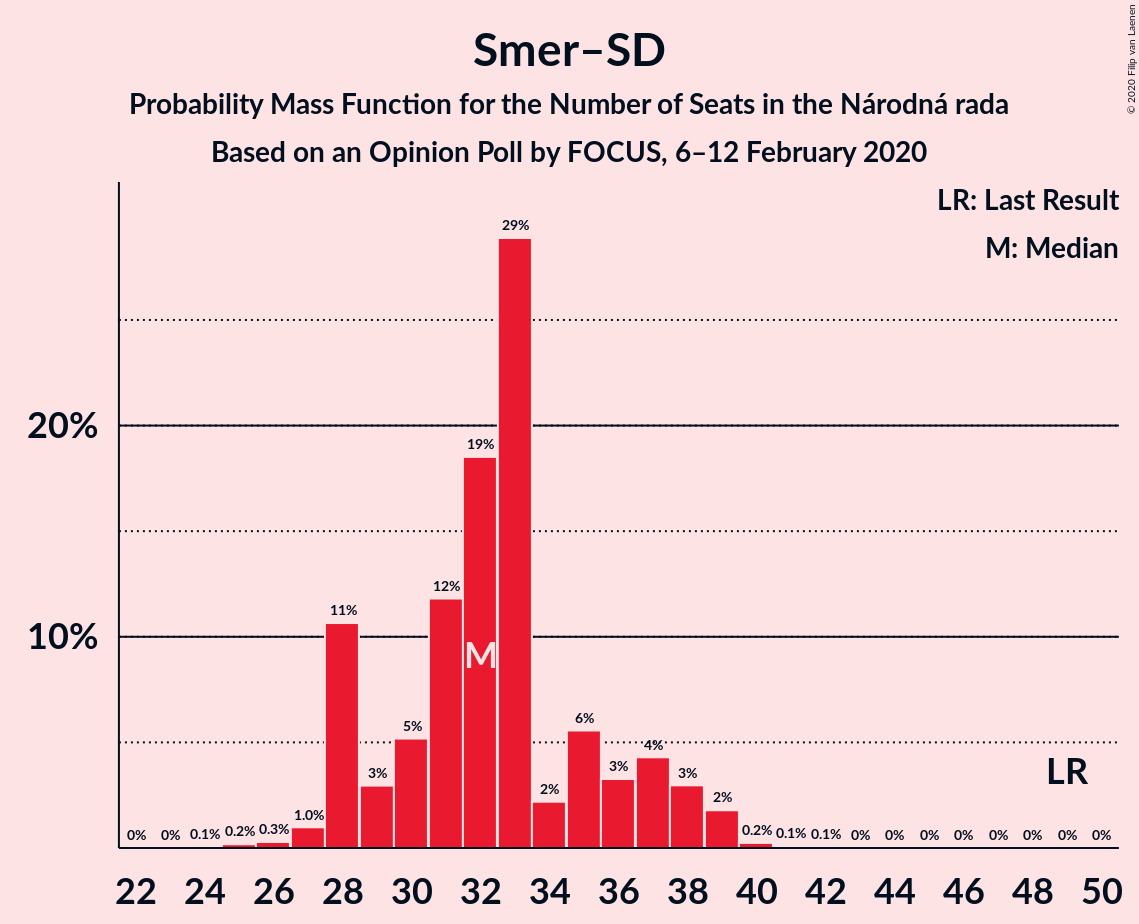 Smer–SD
Probability Mass Function for the Number of Seats in the Národná rada
Based on an Opinion Poll by FOCUS, 6–12 February 2020
© 2020 Filip van Laenen
LR: Last Result
M: Median
29%
20%
19%
12%
11%
10%
M
6%
5%
4%
3%
3%
3%
LR
2%
2%
1.0%
0% 0% 0.1% 0.2% 0.3% 0.2% 0.1% 0.1% 0% 0% 0% 0% 0% 0% 0% 0%
22 24 26 28 30 32 34 36 38 40 42 44 46 48 50